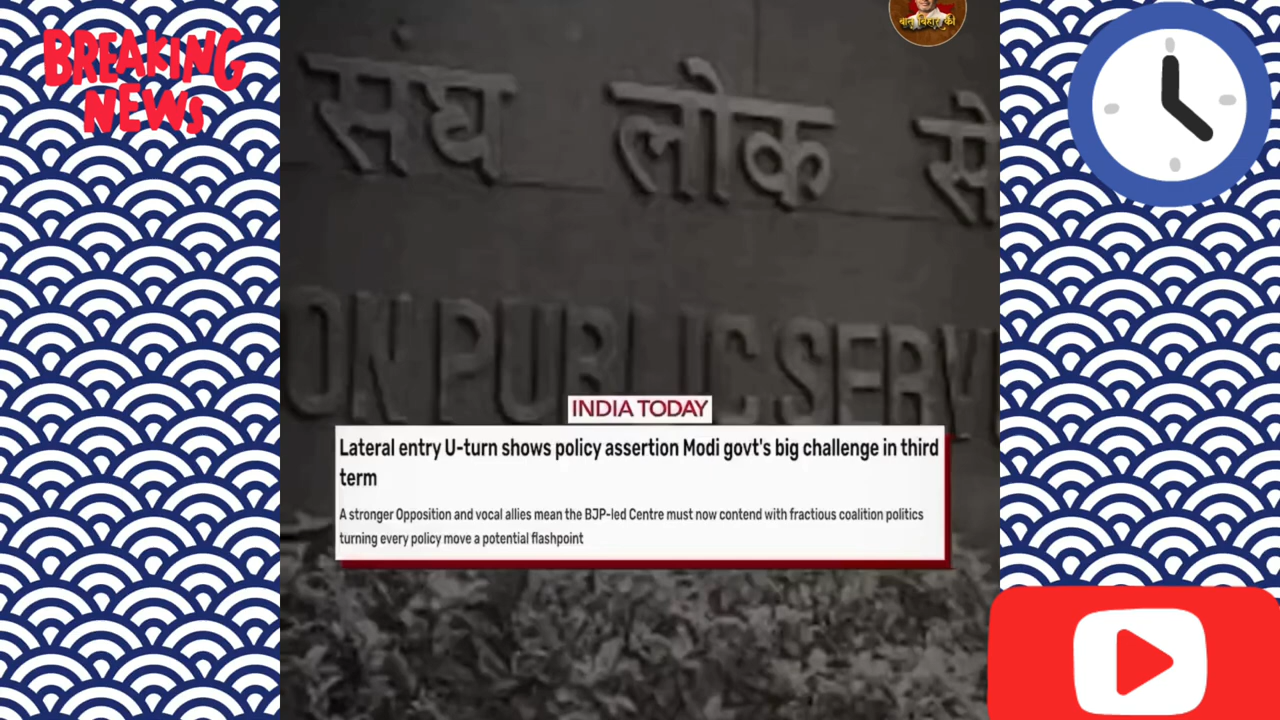 BREAKING
NEWS
बात बिहार की
संघ लोक से
ON PUBLIC SERV
INDIA TODAY
Lateral entry U-turn shows policy assertion Modi govt's big challenge in third
term
A stronger Opposition and vocal allies mean the BJP-led Centre must now contend with fractious coalition politics
turning every policy move a potential flashpoint